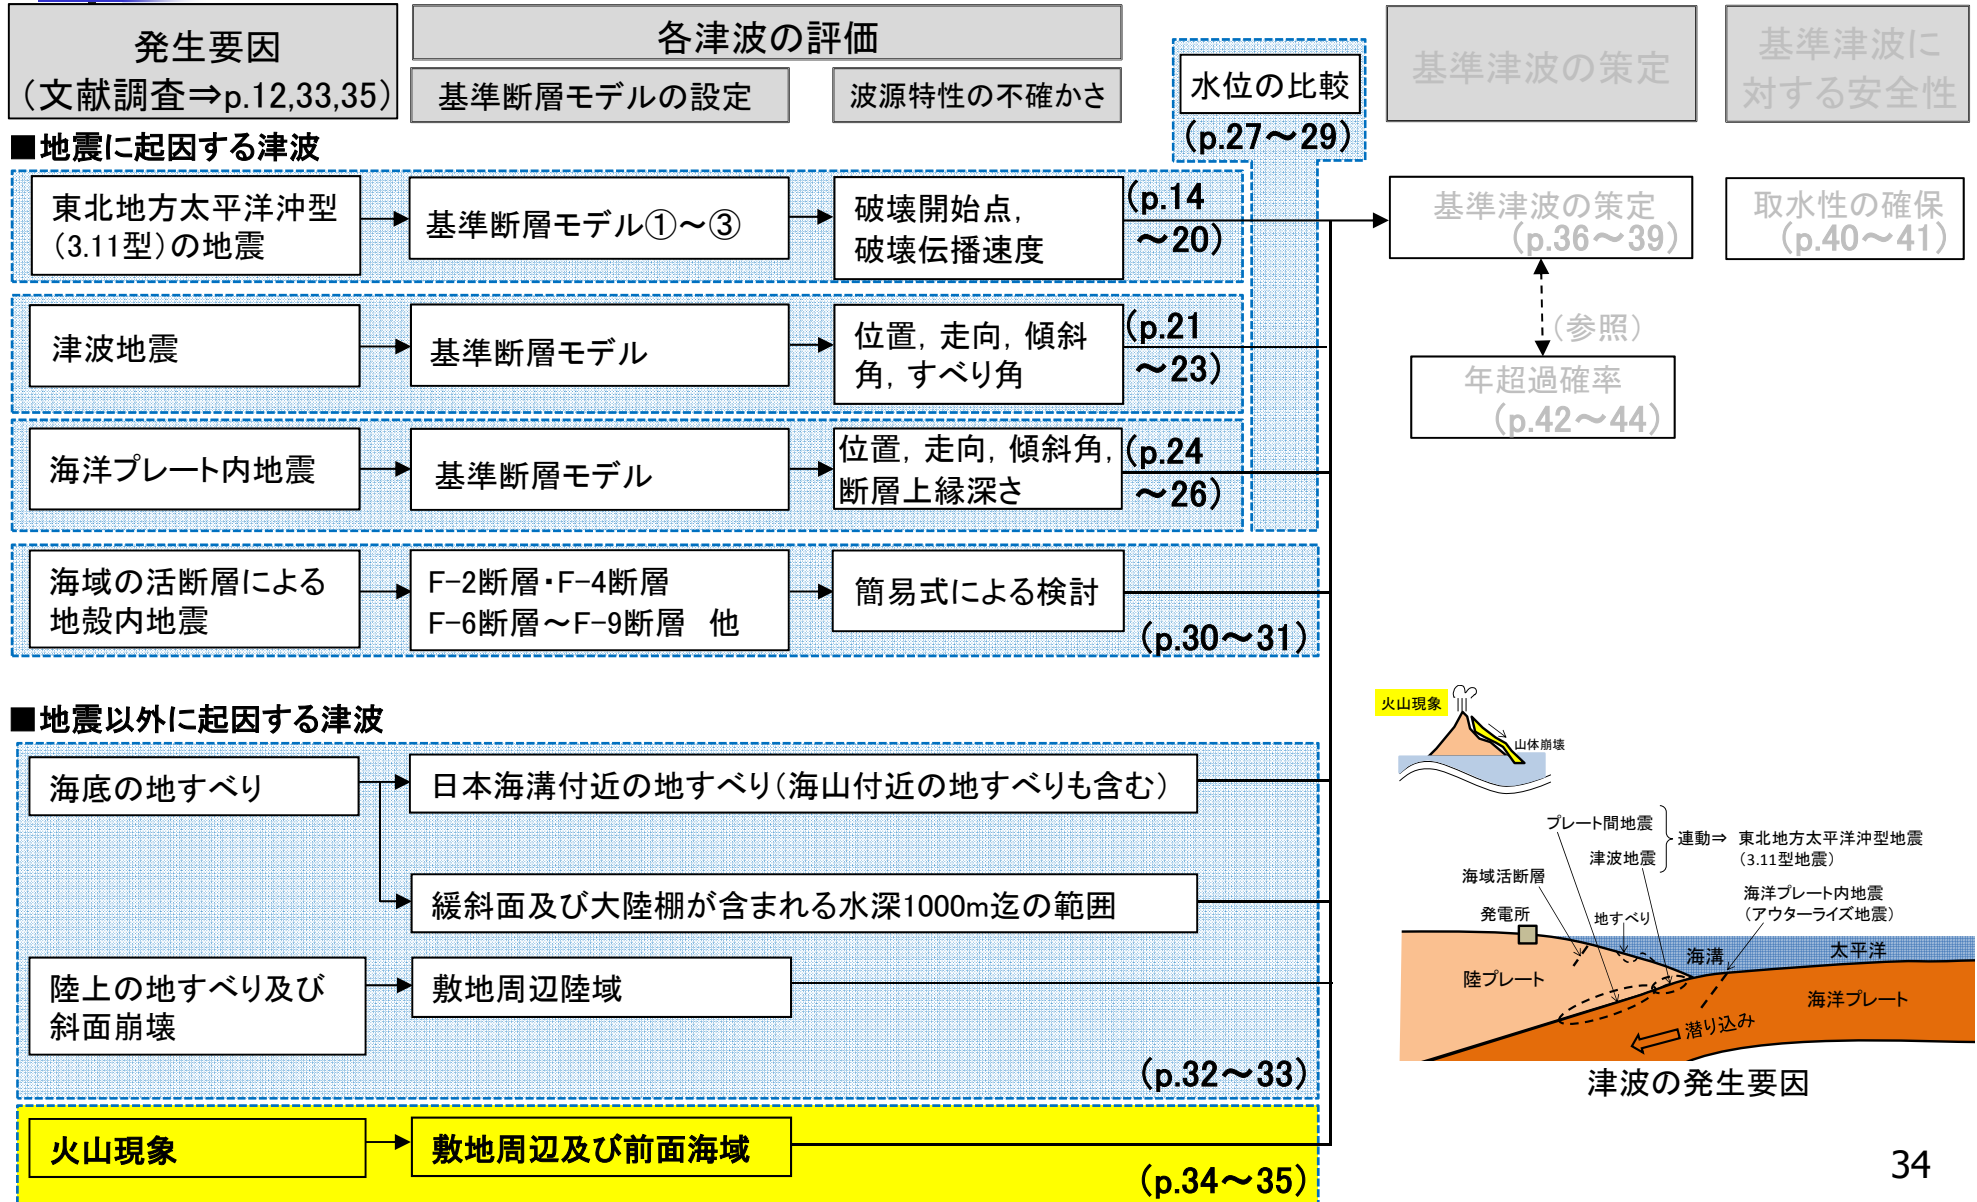 発生要因
(文献調査⇒p.12,33,35)
各津波の評価
基準断層モデルの設定
波源特性の不確かさ
水位の比較
(p.27～29)
基準津波の策定
基準津波に
対する安全性
■地震に起因する津波
東北地方太平洋沖型
(3.11型)の地震
基準断層モデル①～③
破壊開始点,
破壊伝播速度
(p.14
～20)
基準津波の策定
(p.36～39)
取水性の確保
(p.40～41)
(参照)
年超過確率
(p.42～44)
津波地震
基準断層モデル
位置, 走向, 傾斜
角, すべり角
(p.21
～23)
海洋プレート内地震
基準断層モデル
位置, 走向, 傾斜角,
断層上縁深さ
(p.24
～26)
海域の活断層による
地殻内地震
F-2断層・F-4断層
F-6断層～F-9断層　他
簡易式による検討
(p.30～31)
■地震以外に起因する津波
海底の地すべり
日本海溝付近の地すべり(海山付近の地すべりも含む)
緩斜面及び大陸棚が含まれる水深1000m迄の範囲
陸上の地すべり及び
斜面崩壊
敷地周辺陸域
(p.32～33)
火山現象
敷地周辺及び前面海域
(p.34～35)
火山現象
山体崩壊
プレート間地震
津波地震
連動⇒ 東北地方太平洋沖型地震
(3.11型地震)
海域活断層
海洋プレート内地震
(アウターライズ地震)
発電所
地すべり
海溝
太平洋
陸プレート
海洋プレート
潜り込み
津波の発生要因
34